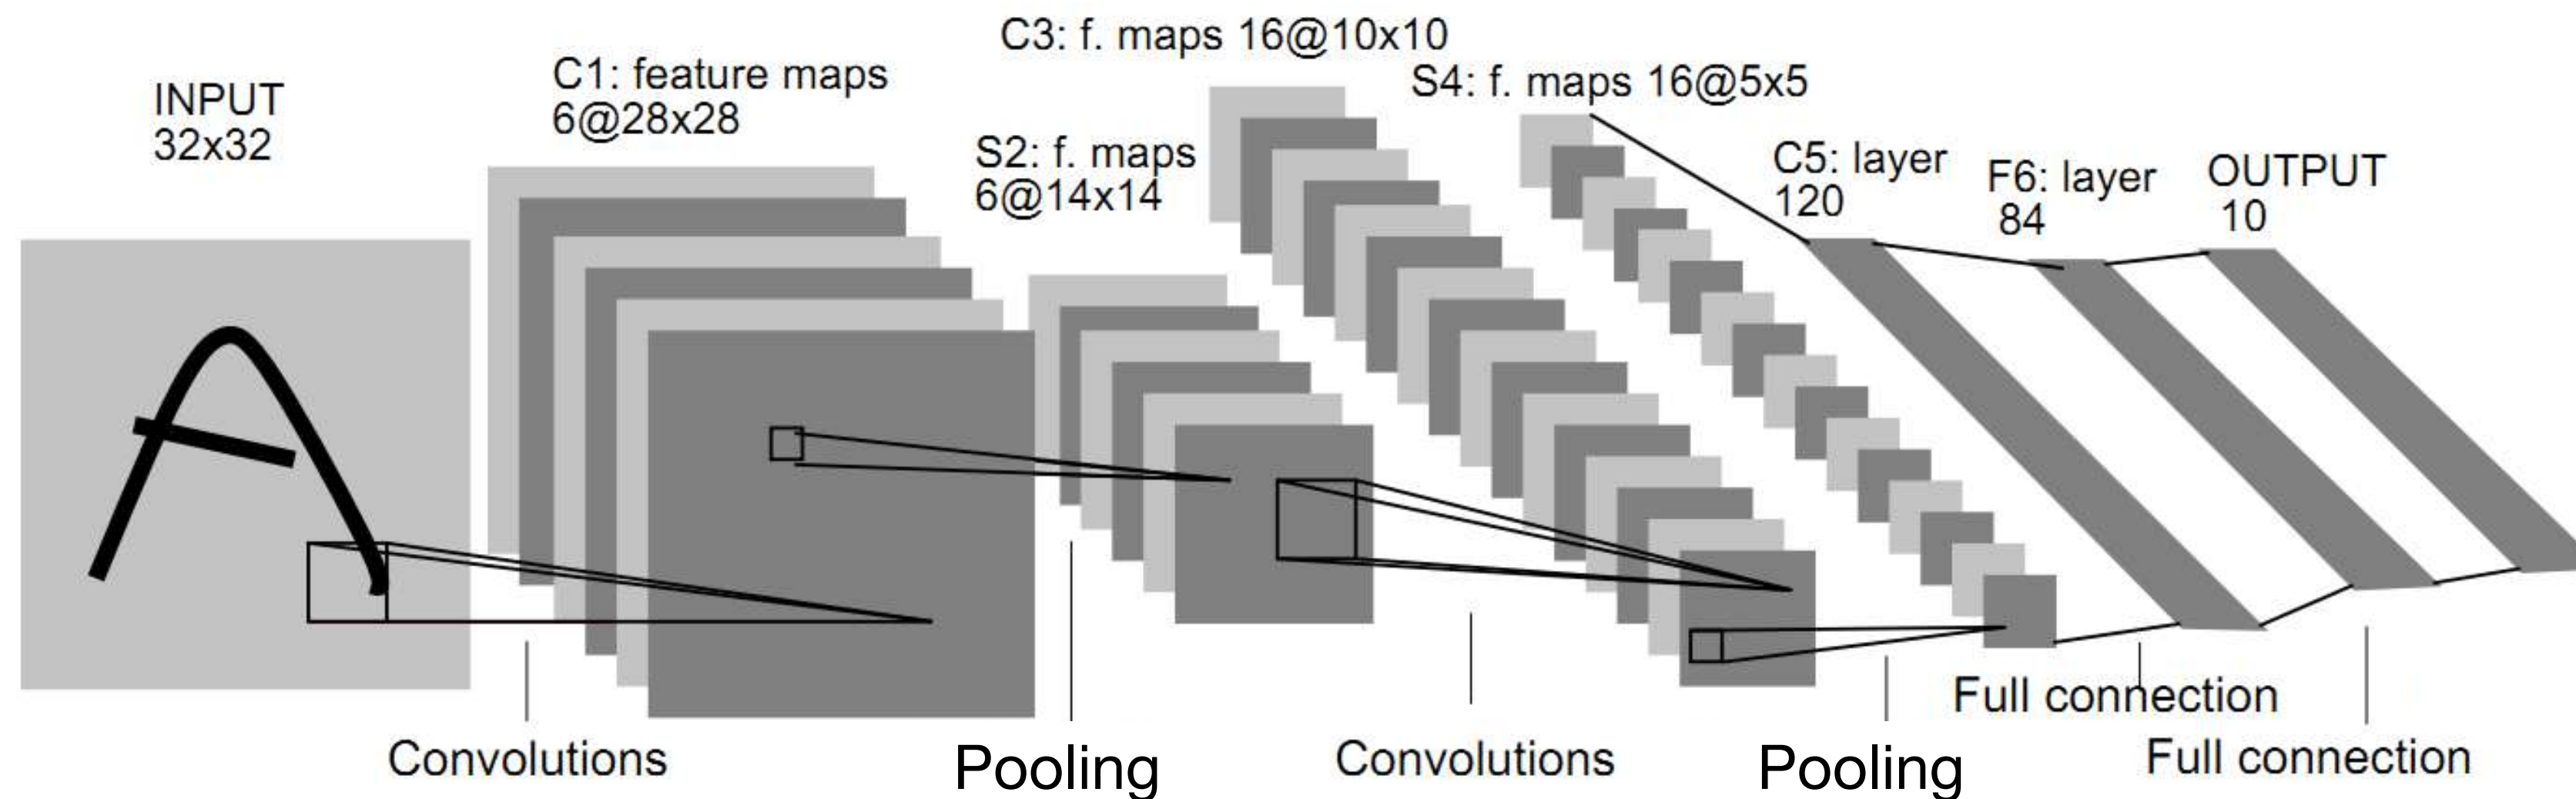 INPUT
32x32
C1: feature maps
6@28x28
S2: f. maps
6@14x14
C3: f. maps 16@10x10
S4: f. maps 16@5x5
C5: layer
120
F6: layer
84
OUTPUT
10
Convolutions
Pooling
Convolutions
Pooling
Full connection
Full connection